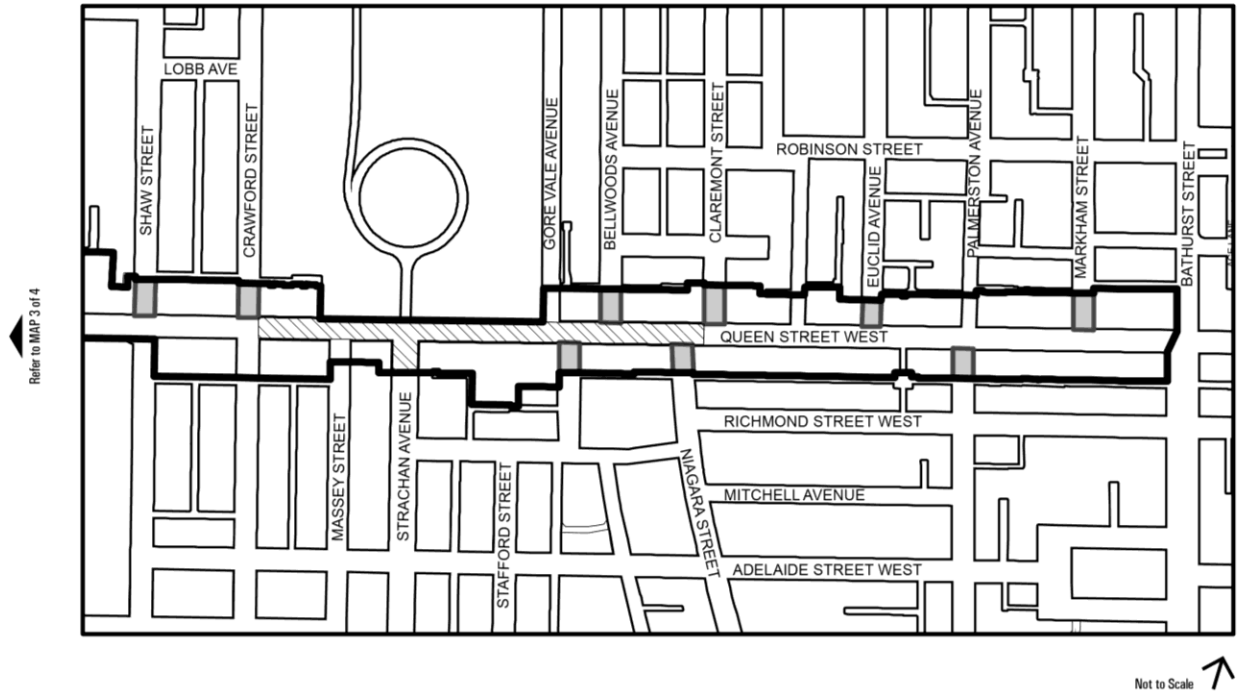 LOBB AVE
SHAW STREET
CRAWFORD STREET
GORE VALE AVENUE
BELLWOODS AVENUE
CLAREMONT STREET
ROBINSON STREET
EUCLID AVENUE
PALMERSTON AVENUE
MARKHAM STREET
BATHURST STREET
Refer to MAP 3 of 4
QUEEN STREET WEST
MASSEY STREET
STRACHAN AVENUE
STAFFORD STREET
NIAGARA STREET
RICHMOND STREET WEST
MITCHELL AVENUE
ADELAIDE STREET WEST
Not to Scale